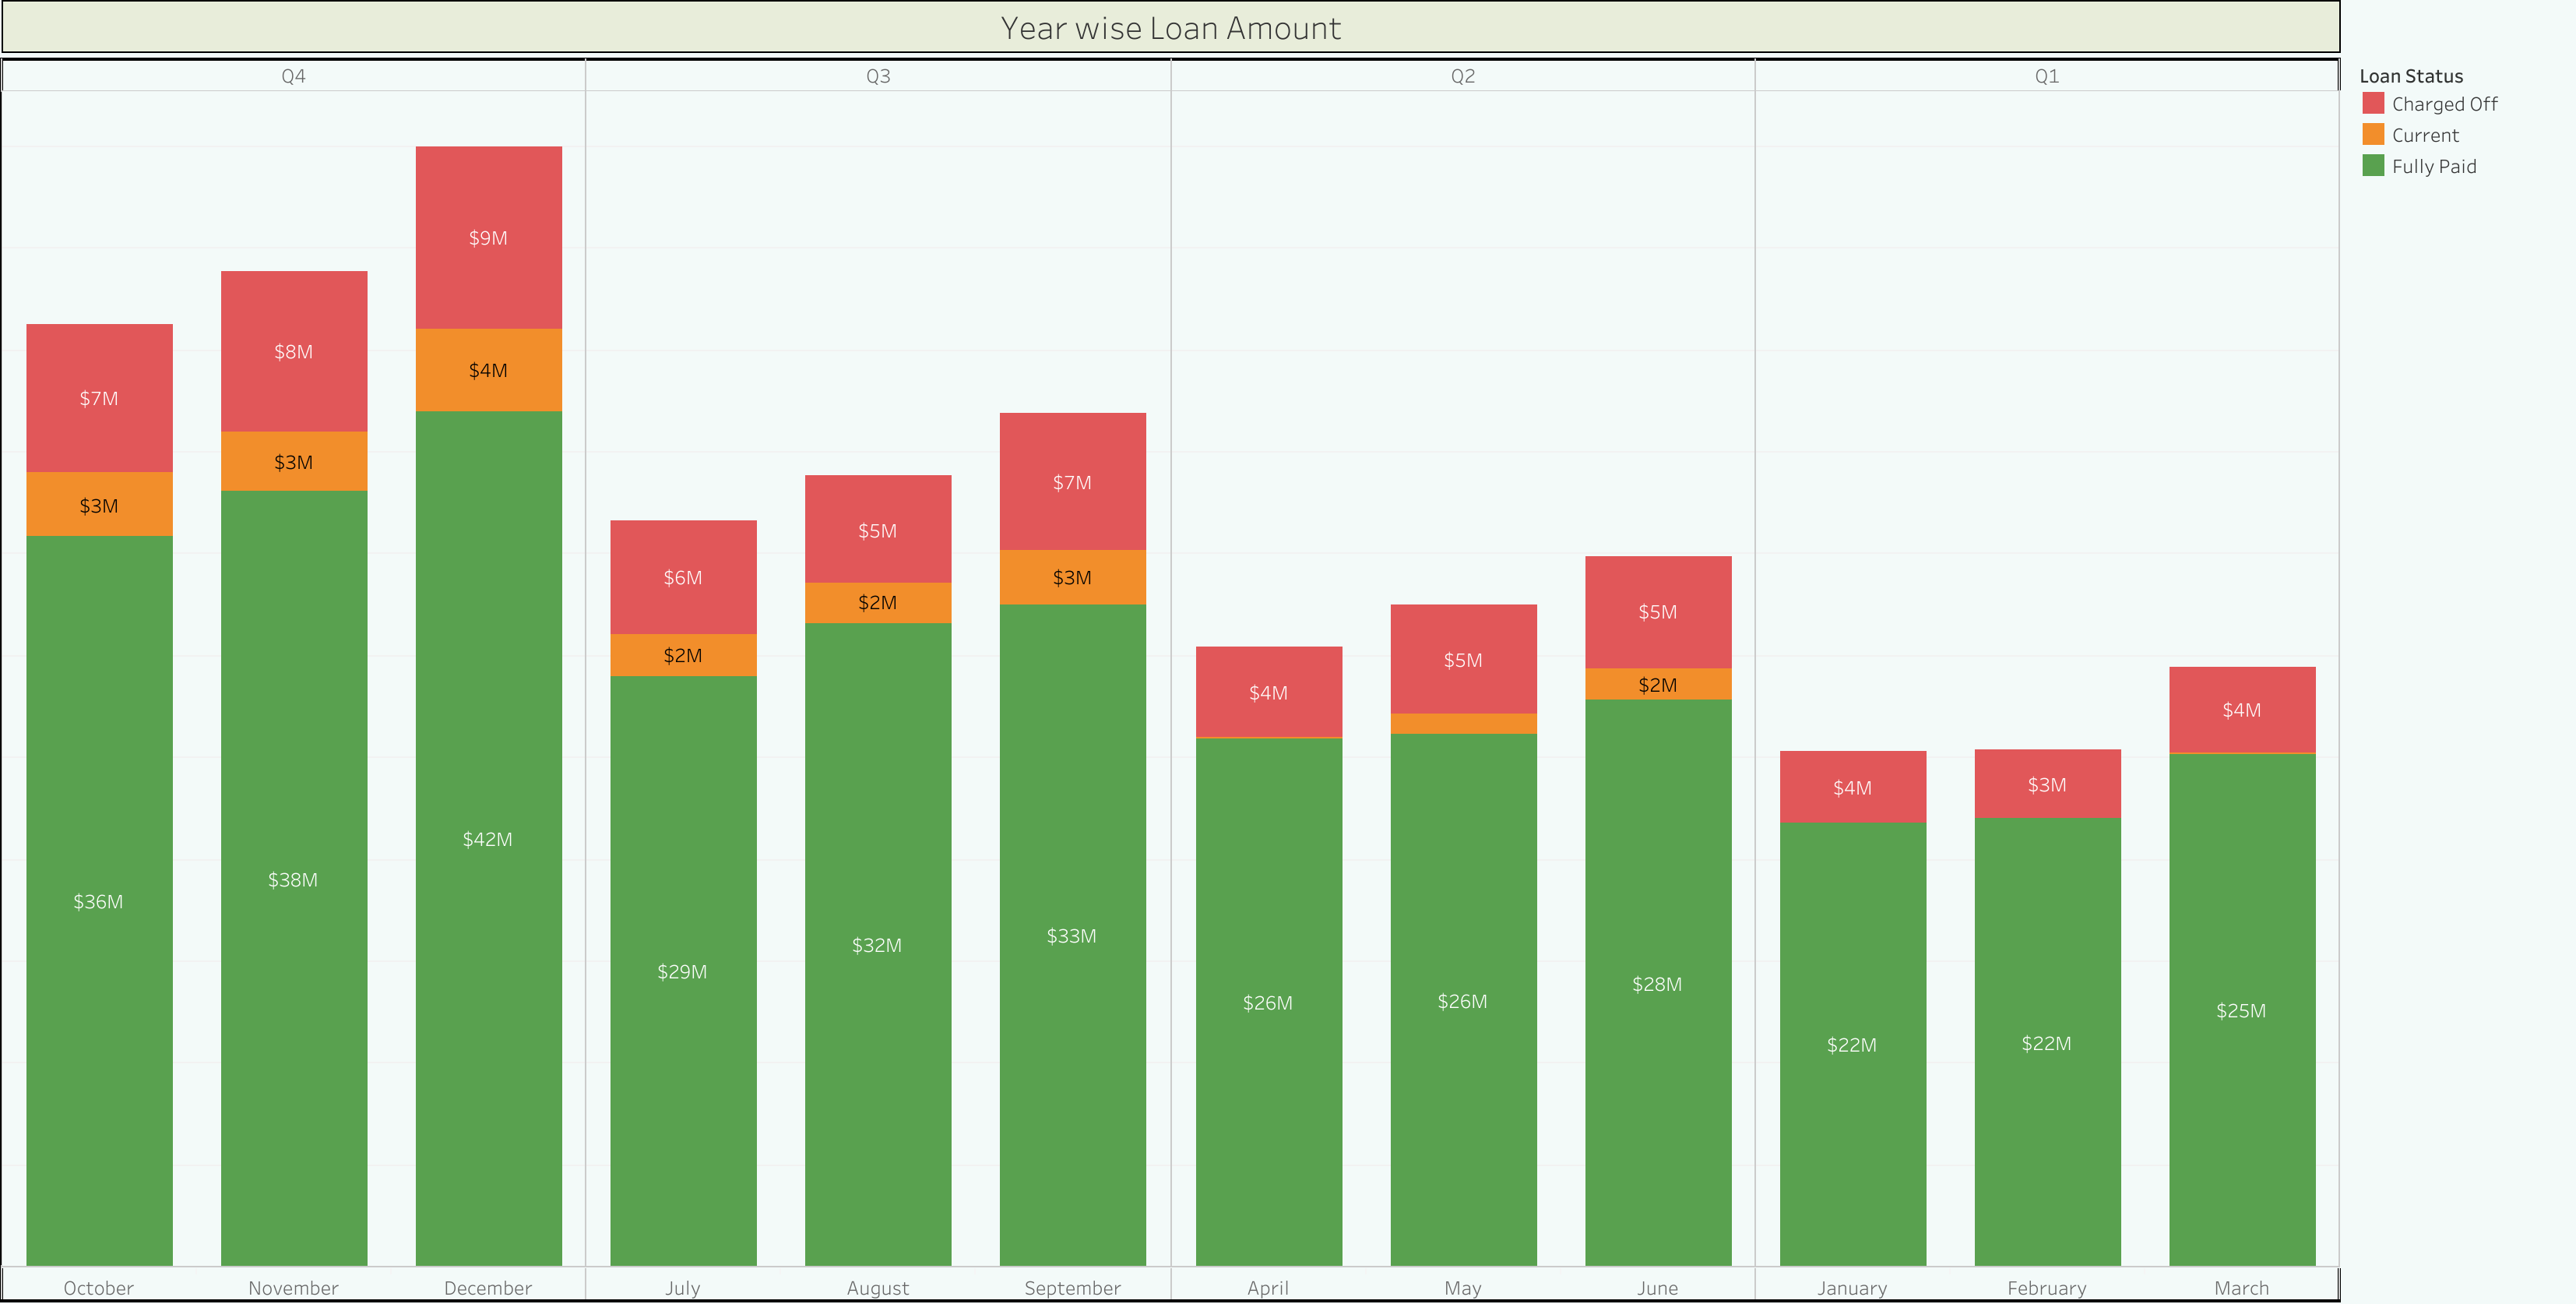 Year wise Loan Amount
Q4 Q3 Q2 Q1
Loan Status
Charged Off
Current
Fully Paid
$7M $3M $36M
$8M $3M $38M
$9M $4M $42M
$6M $2M $29M
$5M $2M $32M
$7M $3M $33M
$4M $26M
$5M $26M
$5M $2M $28M
$4M $22M
$3M $22M
$4M $25M
October November December July August September April May June January February March